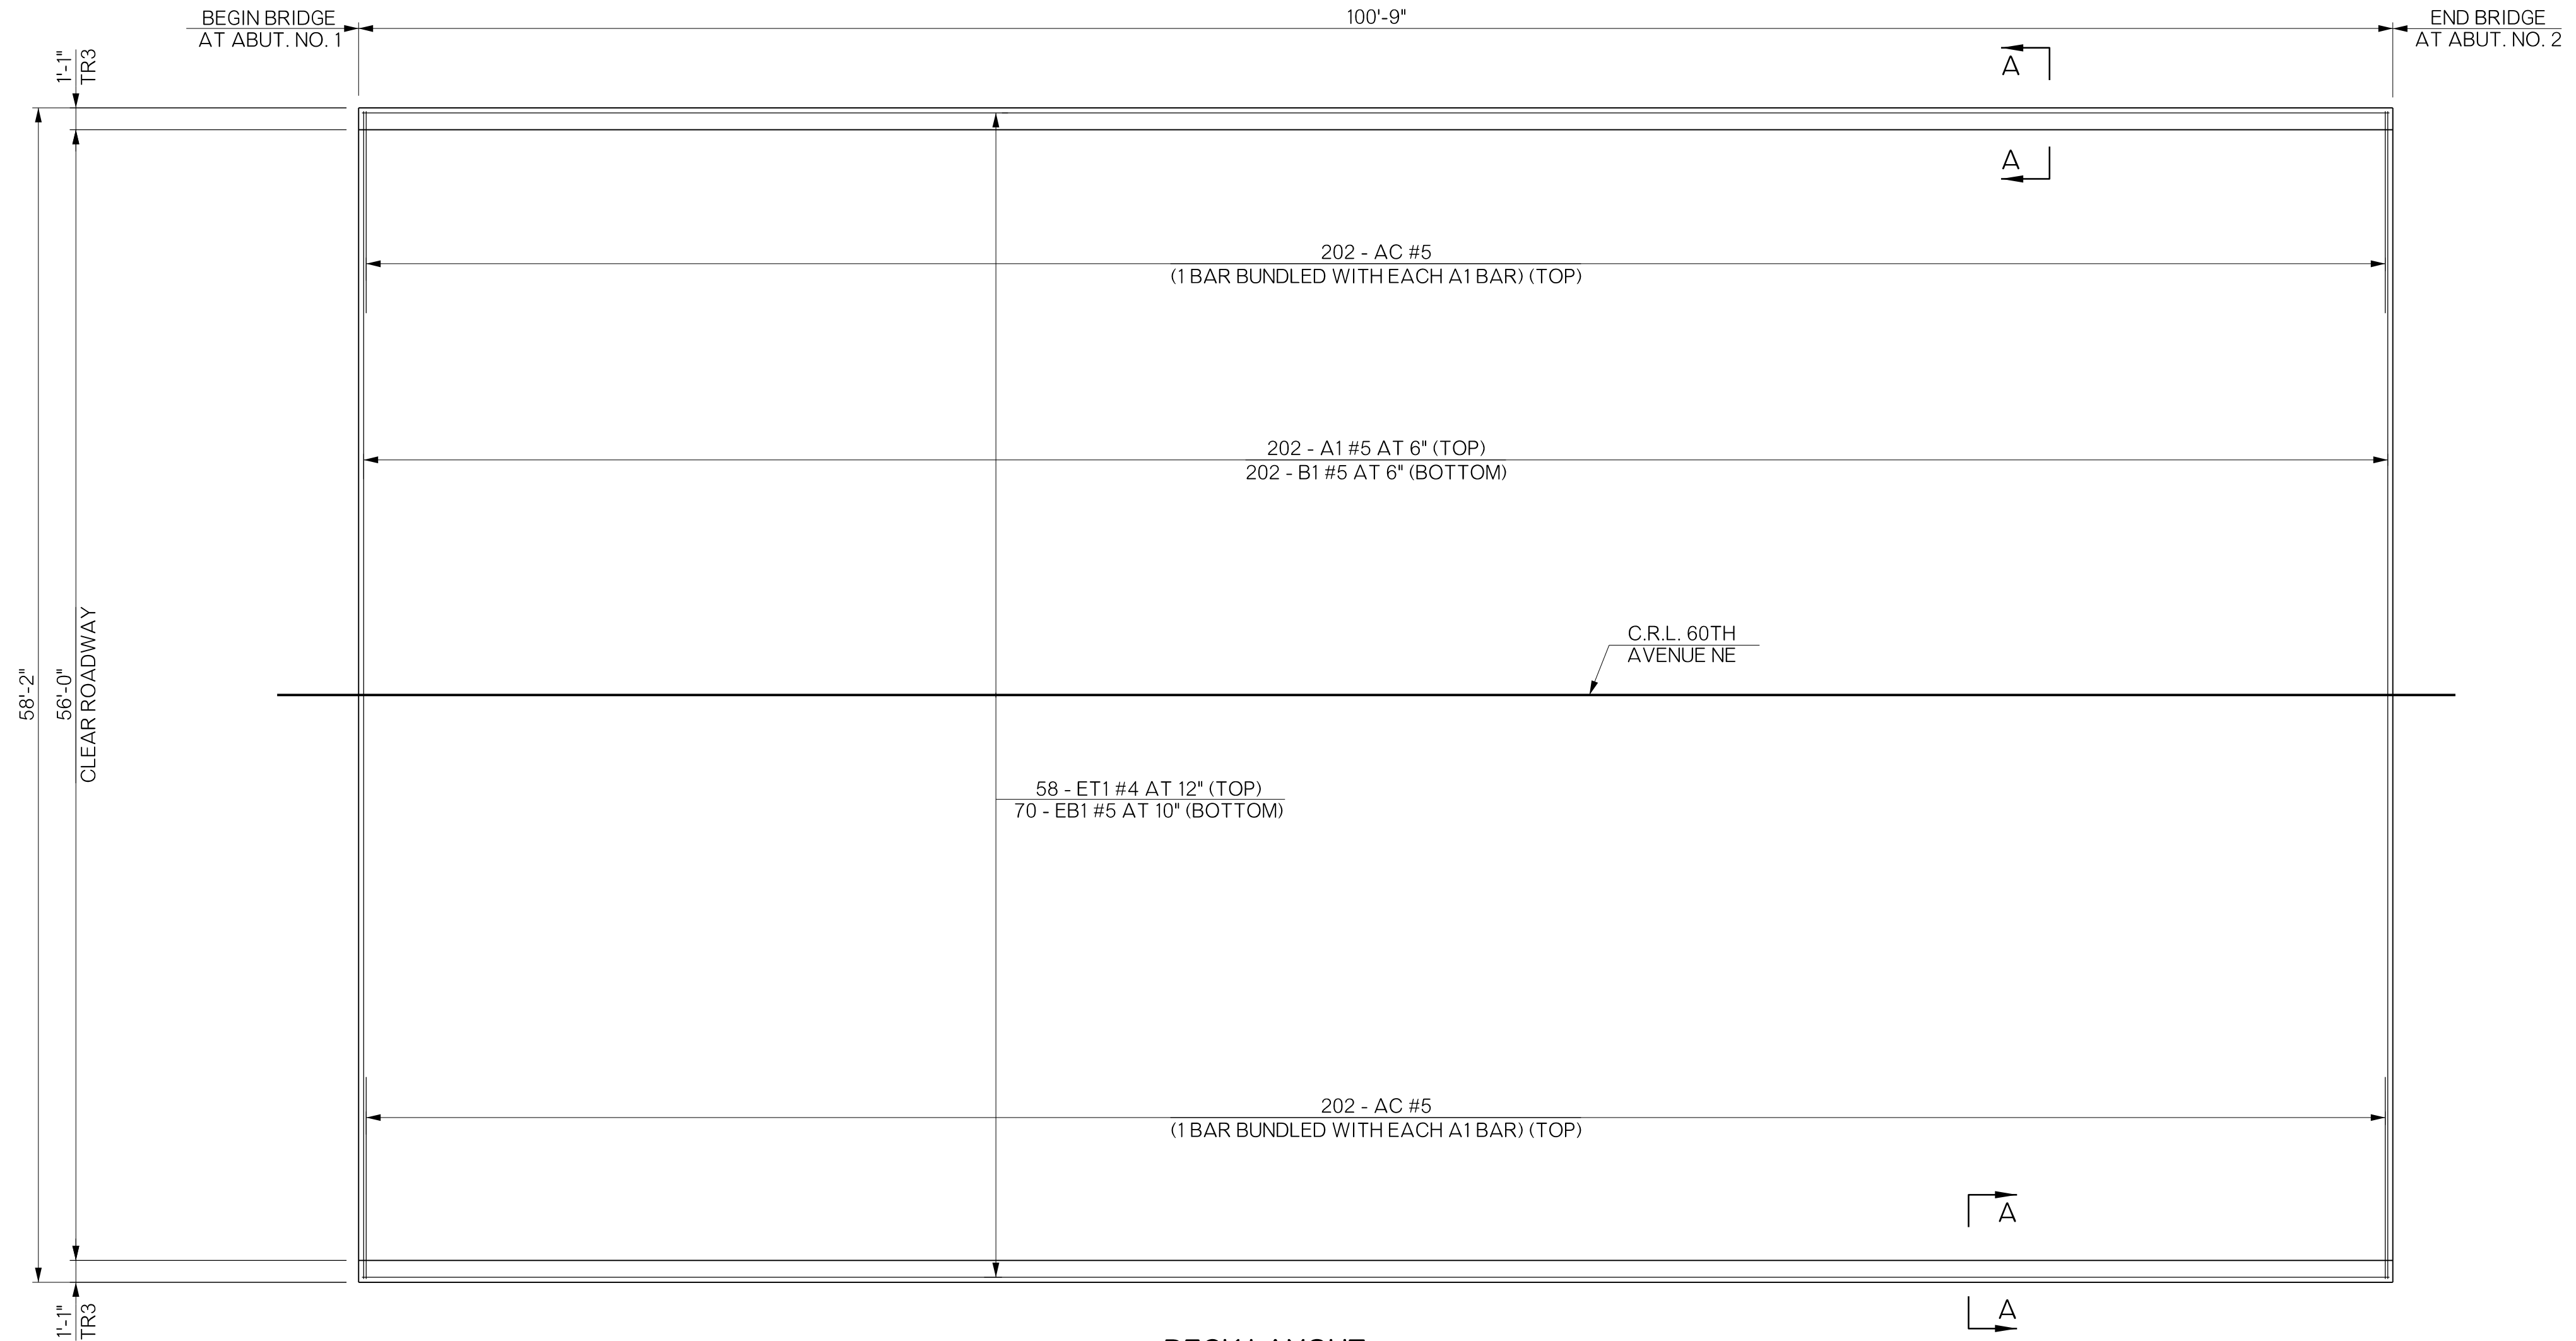 BEGIN BRIDGE
AT ABUT. NO. 1
100'-9"
END BRIDGE
AT ABUT. NO. 2
1'-1"
TR3
A
A
202 - AC #5
(1 BAR BUNDLED WITH EACH A1 BAR) (TOP)
202 - A1 #5 AT 6" (TOP)
202 - B1 #5 AT 6" (BOTTOM)
C.R.L. 60TH
AVENUE NE
58'-2"
56'-0"
CLEAR ROADWAY
58 - ET1 #4 AT 12" (TOP)
70 - EB1 #5 AT 10" (BOTTOM)
202 - AC #5
(1 BAR BUNDLED WITH EACH A1 BAR) (TOP)
A
A
1'-1"
TR3
DECK LAYOUT